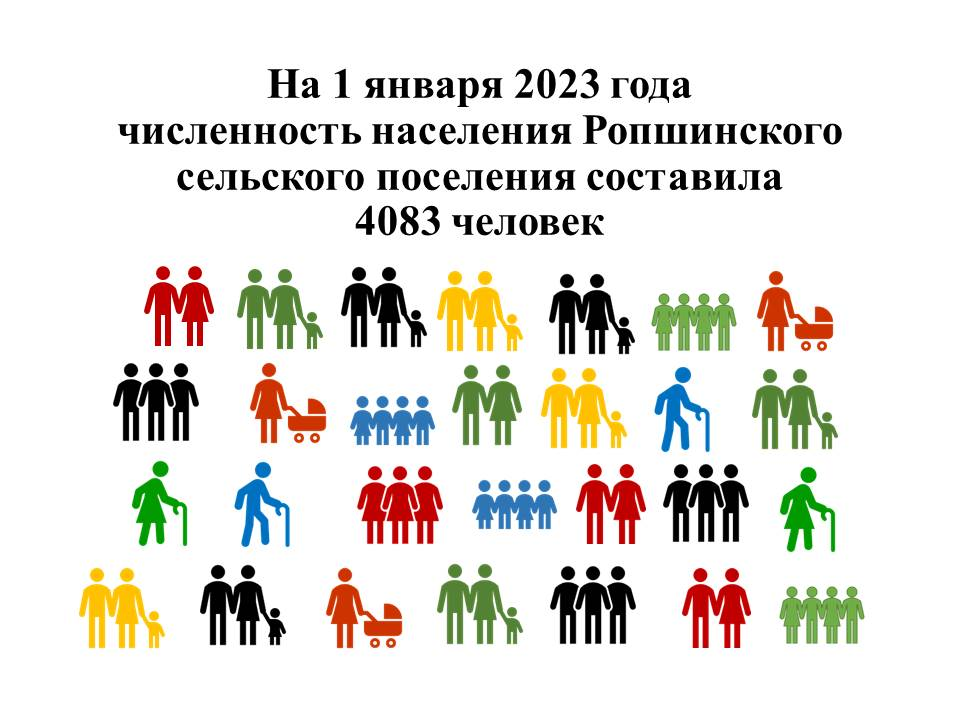 На 1 января 2023 года
численность населения Ропшинского
сельского поселения составила
4083 человек